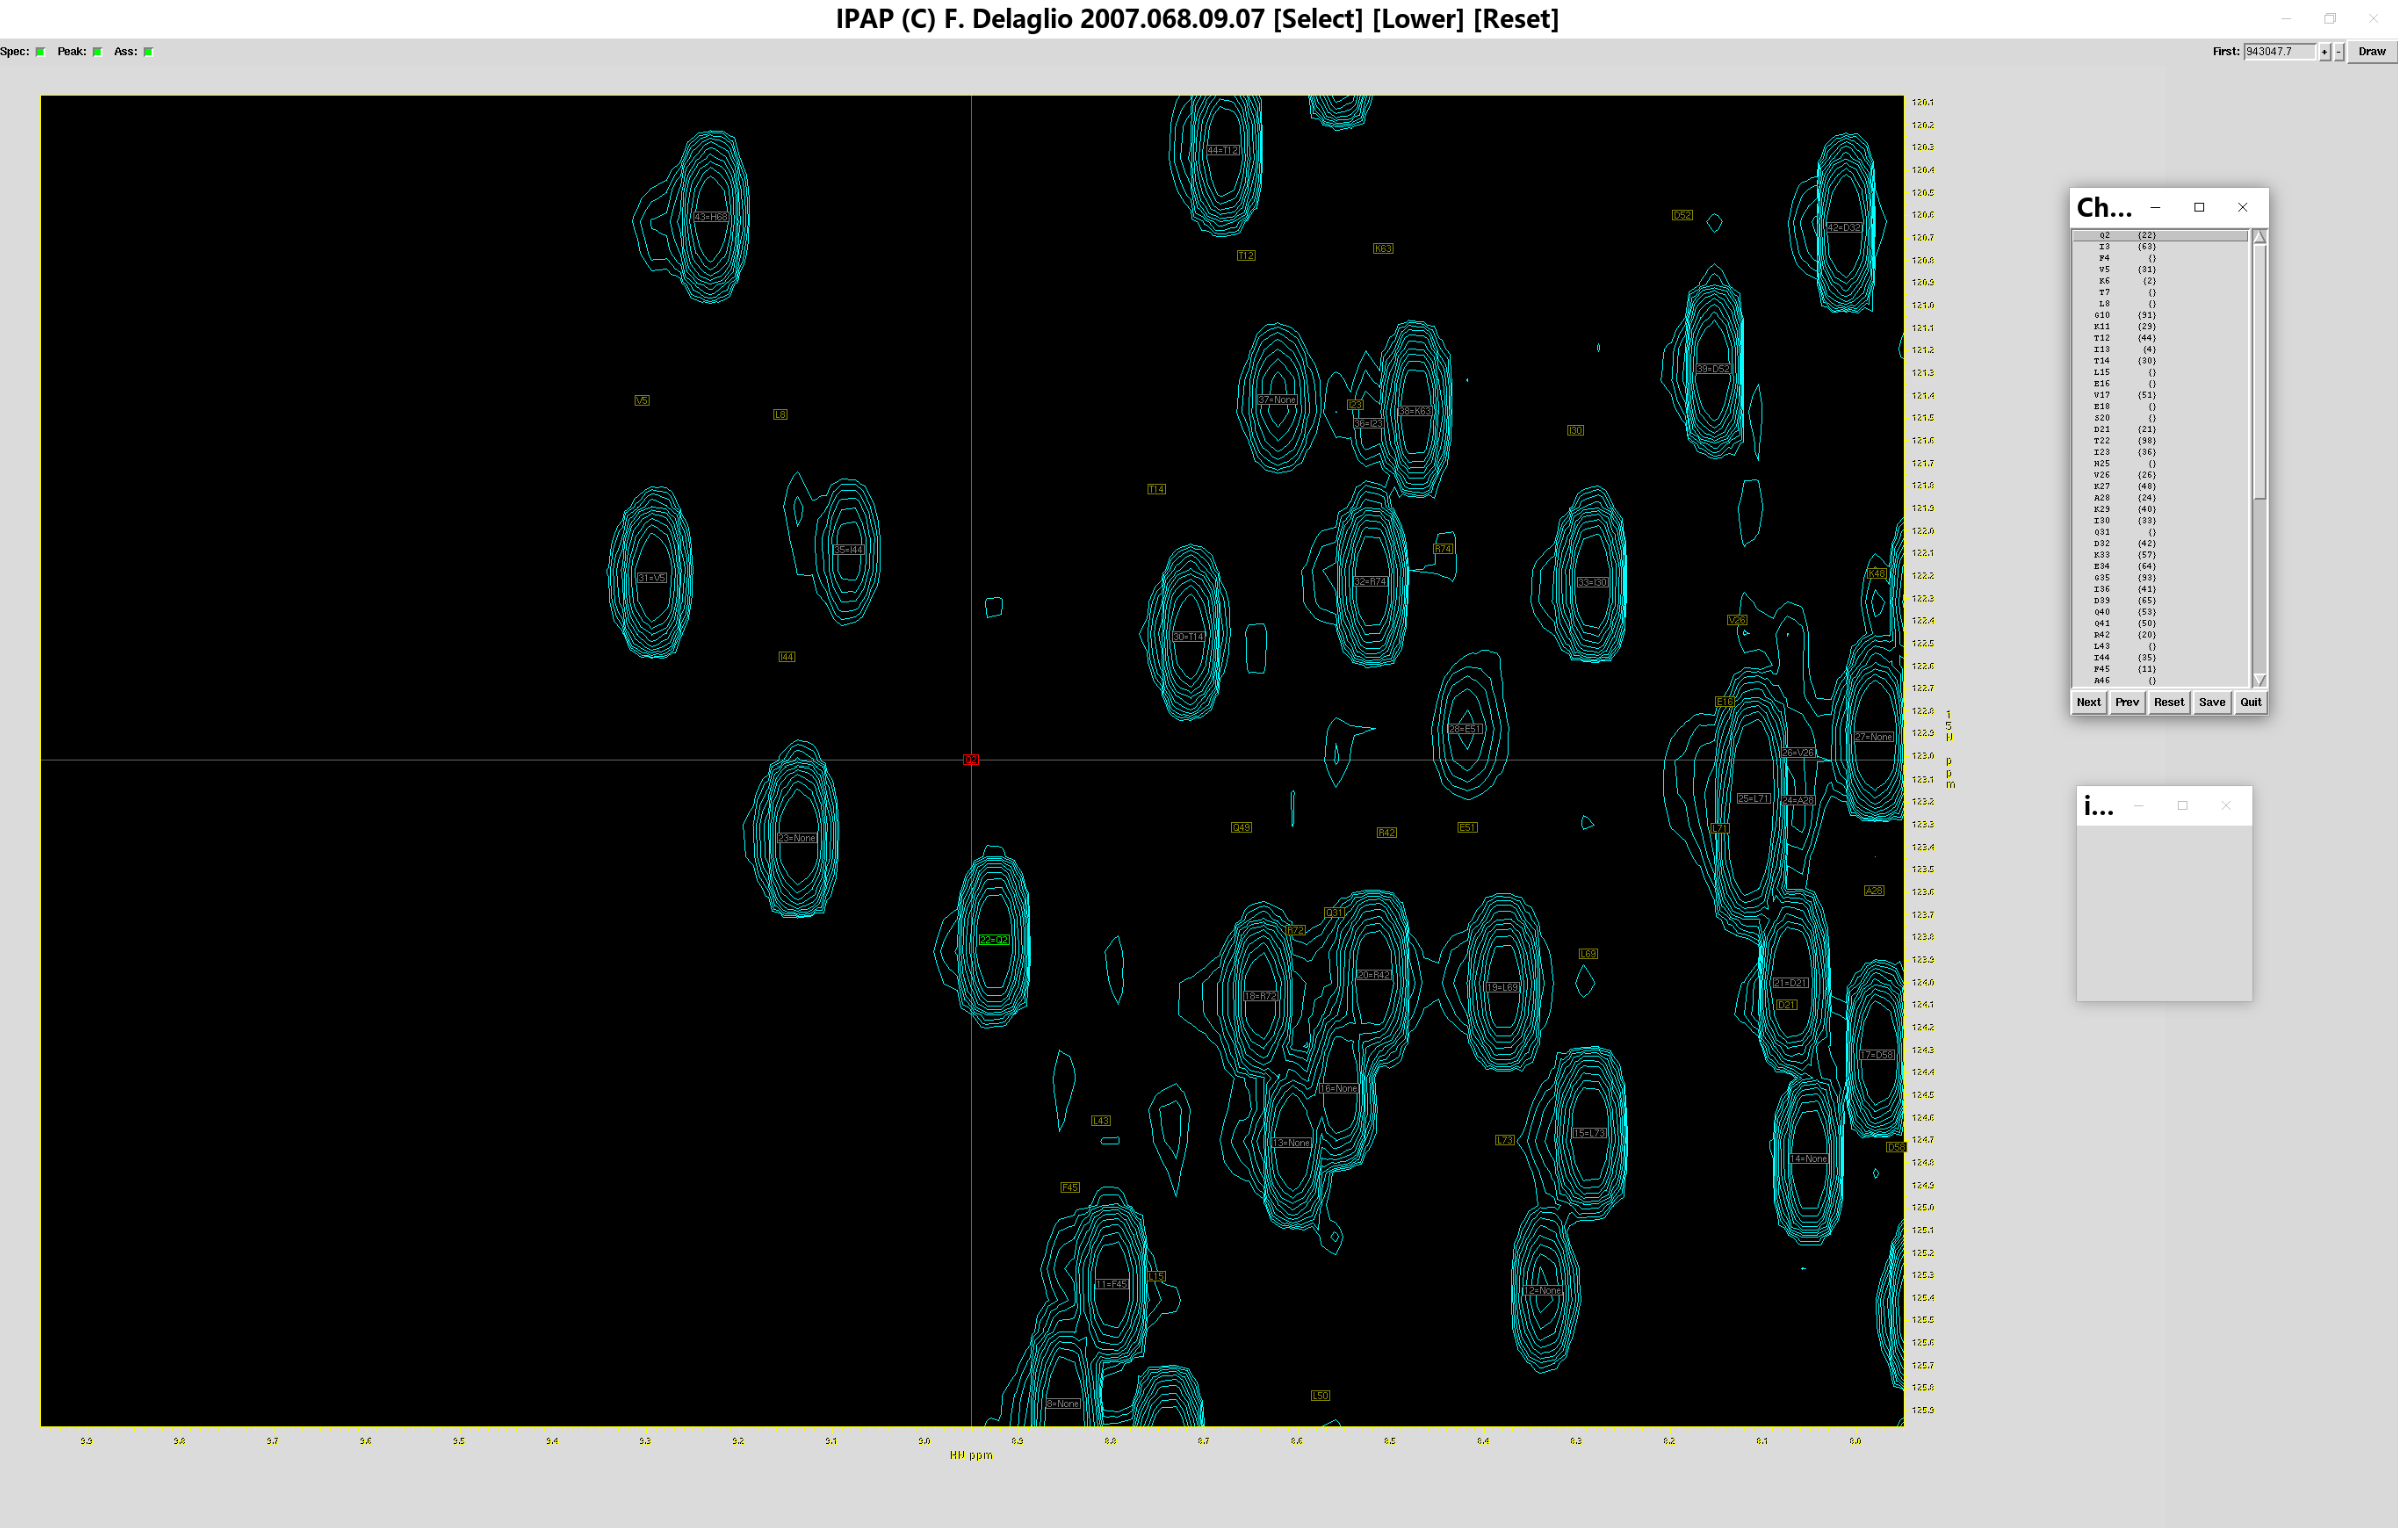 IPAP (C) F. Delaglio 2007.068.09.07 [Select] [Lower] [Reset]
Spec: Peak: Ass: First: 943047.7 + - Draw
44=T12
43=H68
D52
42=D32
T12
K63
39=D52
V5
L8
37=None
I23
38=K63
36=I23
I30
T14
35=I44
R74
31=V5
32=R74
33=I30
K48
V26
30=T14
I44
E16
28=E51
27=None
26=V26
Q2
25=L71
24=A28
Q49
R42
E51
L71
23=None
A28
Q31
R72
22=Q2
L69
20=R42
21=D21
19=L69
18=R72
D21
17=D58
16=None
L43
15=L73
L73
13=None
D58
14=None
F45
L15
11=F45
12=None
L50
8=None
120.1
120.2
120.3
120.4
120.5
120.6
120.7
120.8
120.9
121.0
121.1
121.2
121.3
121.4
121.5
121.6
121.7
121.8
121.9
122.0
122.1
122.2
122.3
122.4
122.5
122.6
122.7
122.8
122.9
123.0
123.1
123.2
123.3
123.4
123.5
123.6
123.7
123.8
123.9
124.0
124.1
124.2
124.3
124.4
124.5
124.6
124.7
124.8
124.9
125.0
125.1
125.2
125.3
125.4
125.5
125.6
125.7
125.8
125.9
15N ppm
9.9 9.8 9.7 9.6 9.5 9.4 9.3 9.2 9.1 9.0 8.9 8.8 8.7 8.6 8.5 8.4 8.3 8.2 8.1 8.0
HN ppm
Ch...
Q2 {22}
I3 {63}
F4 {}
V5 {31}
K6 {2}
T7 {}
L8 {}
G10 {91}
K11 {29}
T12 {44}
I13 {4}
T14 {30}
L15 {}
E16 {}
V17 {51}
E18 {}
S20 {}
D21 {21}
T22 {98}
I23 {36}
N25 {}
V26 {26}
K27 {48}
A28 {24}
K29 {40}
I30 {33}
Q31 {}
D32 {42}
K33 {57}
E34 {64}
G35 {93}
I36 {41}
D39 {65}
Q40 {53}
Q41 {50}
R42 {20}
L43 {}
I44 {35}
F45 {11}
A46 {}
Next Prev Reset Save Quit
i...